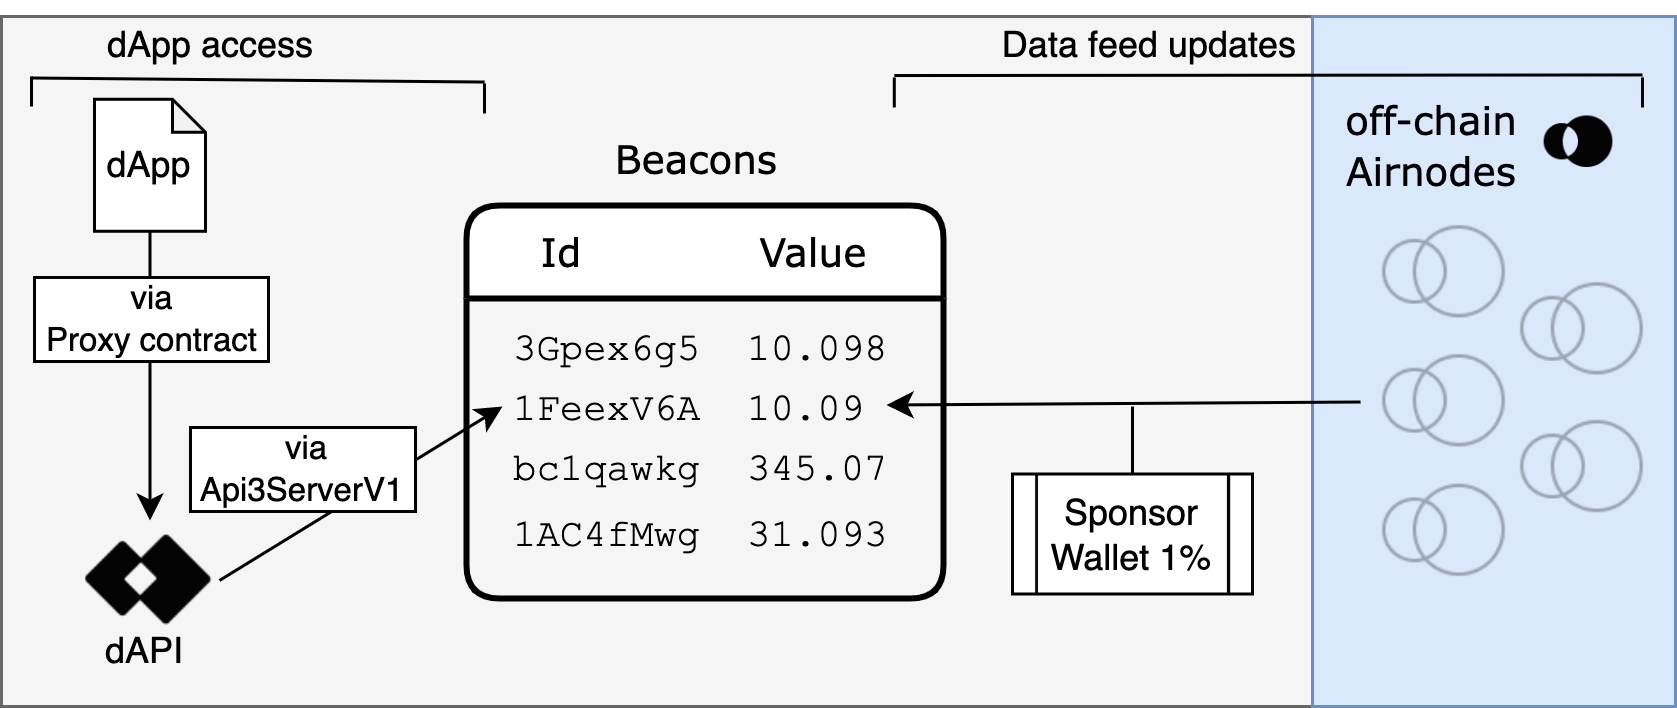 dApp access
Data feed updates
off-chain
Airnodes
dApp
Beacons
via
Proxy contract
Id Value
3Gpex6g5 10.098
1FeexV6A 10.09
bc1qawkg 345.07
1AC4fMwg 31.093
via
Api3ServerV1
Sponsor
Wallet 1%
dAPI